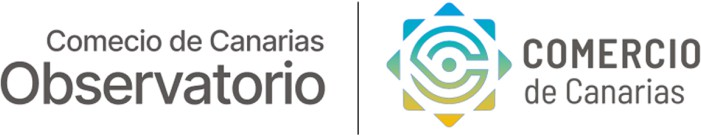 Comecio de Canarias
Observatorio
COMERCIO
de Canarias